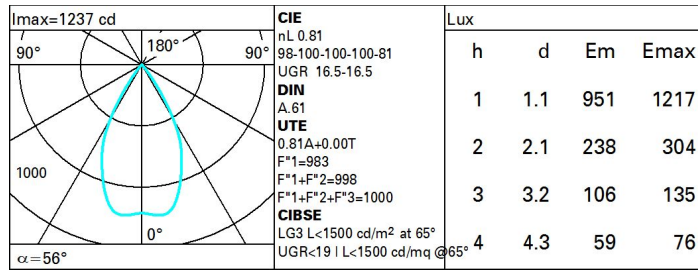 Imax=1237 cd
90°
180°
90°
1000
0°
α=56°
CIE
nL 0.81
98-100-100-100-81
UGR 16.5-16.5
DIN
A.61
UTE
0.81A+0.00T
F"1=983
F"1+F"2=998
F"1+F"2+F"3=1000
CIBSE
LG3 L<1500 cd/m² at 65°
UGR<19 | L<1500 cd/mq @65°
Lux
h d Em Emax
1 1.1 951 1217
2 2.1 238 304
3 3.2 106 135
4 4.3 59 76